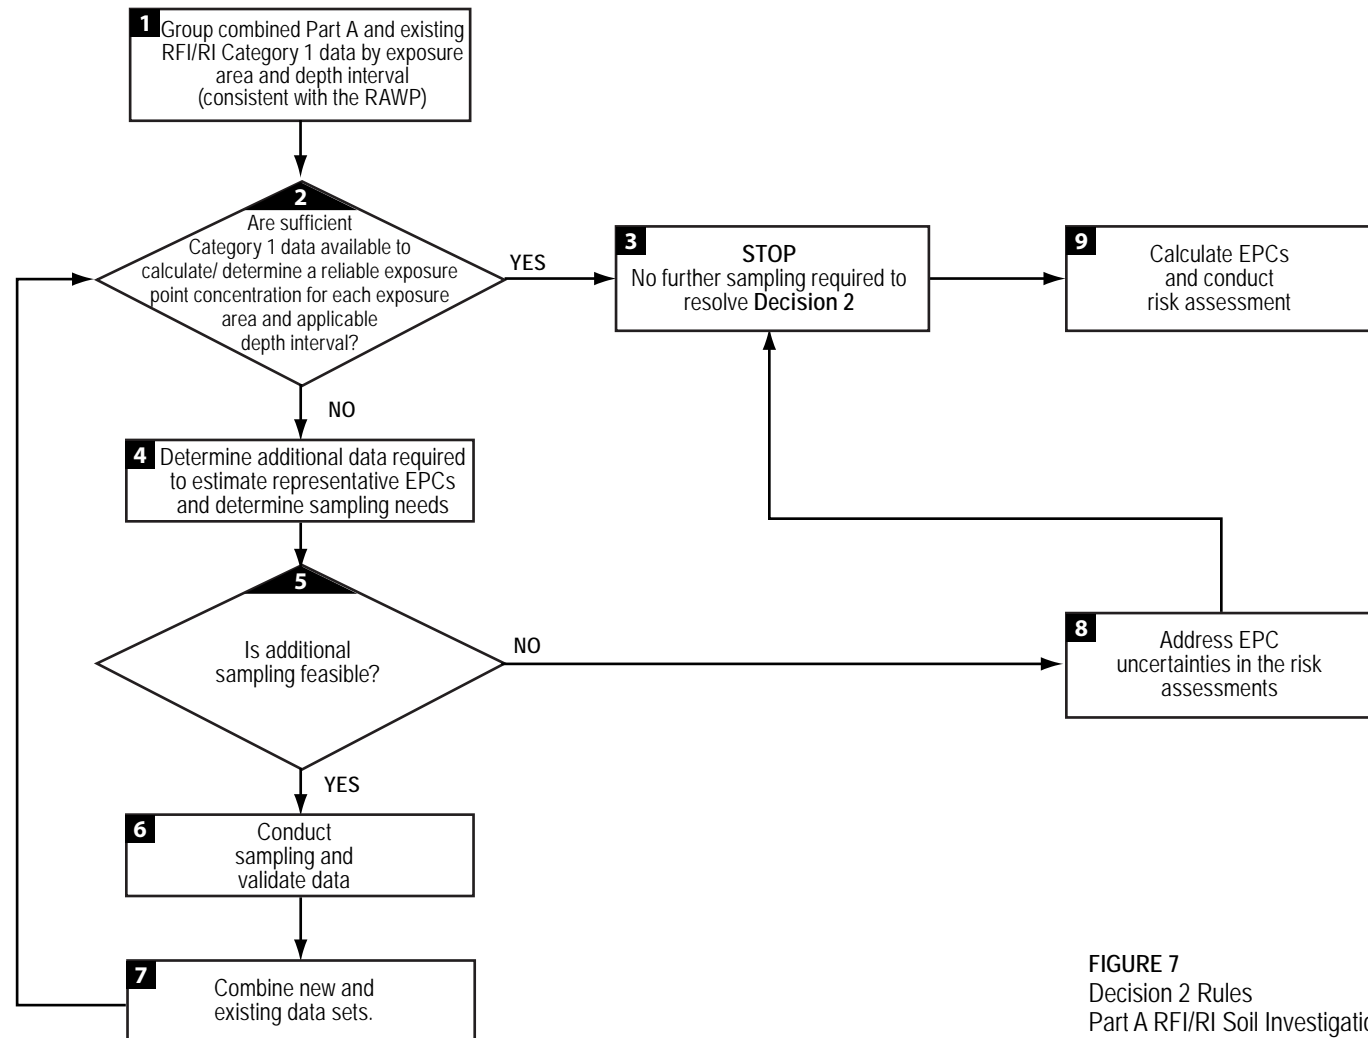 1
Group combined Part A and existing
RFI/RI Category 1 data by exposure
area and depth interval
(consistent with the RAWP)
2
Are sufficient
Category 1 data available to
calculate/ determine a reliable exposure
point concentration for each exposure
area and applicable
depth interval?
YES
3
STOP
No further sampling required to
resolve Decision 2
9
Calculate EPCs
and conduct
risk assessment
NO
4
Determine additional data required
to estimate representative EPCs
and determine sampling needs
5
Is additional
sampling feasible?
NO
8
Address EPC
uncertainties in the risk
assessments
YES
6
Conduct
sampling and
validate data
7
Combine new and
existing data sets.
FIGURE 7
Decision 2 Rules
Part A RFI/RI Soil